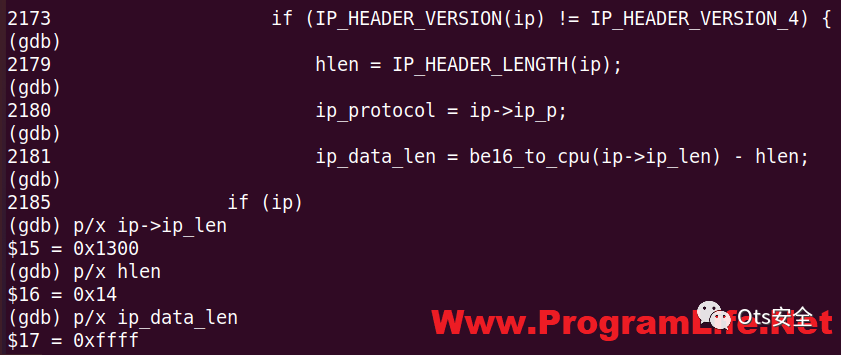 2173 if (IP_HEADER_VERSION(ip) != IP_HEADER_VERSION_4) {
(gdb)
2179 hlen = IP_HEADER_LENGTH(ip);
(gdb)
2180 ip_protocol = ip->ip_p;
(gdb)
2181 ip_data_len = be16_to_cpu(ip->ip_len) - hlen;
(gdb)
2185 if (ip)
(gdb) p/x ip->ip_len
$15 = 0x1300
(gdb) p/x hlen
$16 = 0x14
(gdb) p/x ip_data_len
$17 = 0xffff
Www.ProgramLife.Net
Ots安全